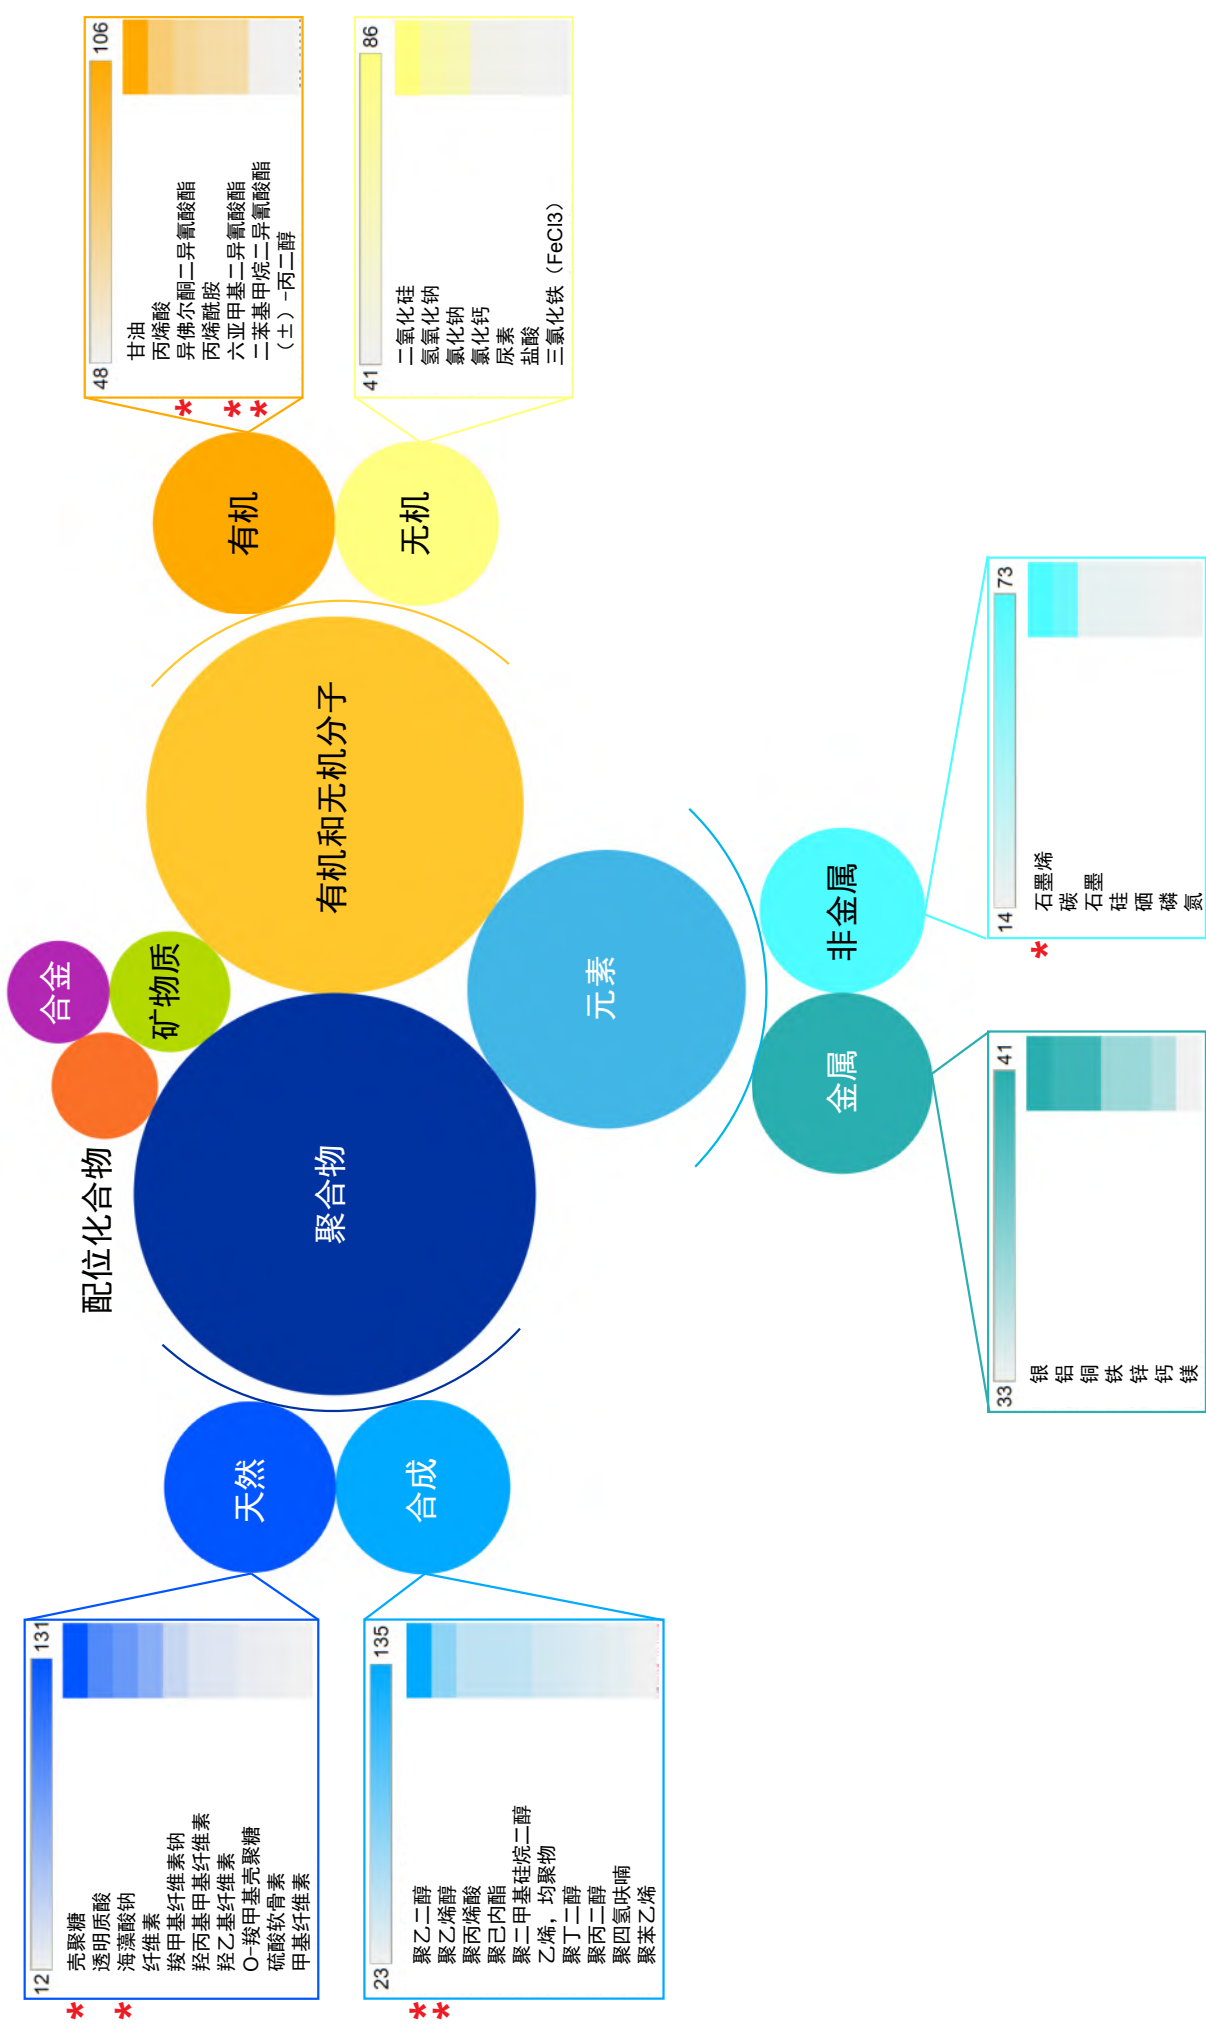 12 131
* 壳聚糖
透明质酸
* 海藻酸钠
纤维素
羧甲基纤维素钠
羟丙基甲基纤维素
羟乙基纤维素
O-羧甲基壳聚糖
硫酸软骨素
甲基纤维素
23 135
* 聚乙二醇
* 聚乙烯醇
聚丙烯酸
聚已内酯
聚二甲基硅烷二醇
乙烯，均聚物
聚丁二醇
聚丙二醇
聚四氢呋喃
聚苯乙烯
天然
合成
聚合物
配位化合物
合金
矿物质
有机和无机分子
元素
有机
无机
48 106
甘油
丙烯酸
* 异佛尔酮二异氰酸酯
丙烯酰胺
* 六亚甲基二异氰酸酯
* 二苯基甲烷二异氰酸酯
（±）-丙二醇
41 86
二氧化硅
氢氧化钠
氯化钠
氯化钙
尿素
盐酸
三氯化铁（FeCl3）
金属
非金属
33 41
银
铝
铜
铁
锌
钙
镁
14 73
* 石墨烯
碳
石墨
硅
硒
磷
氮